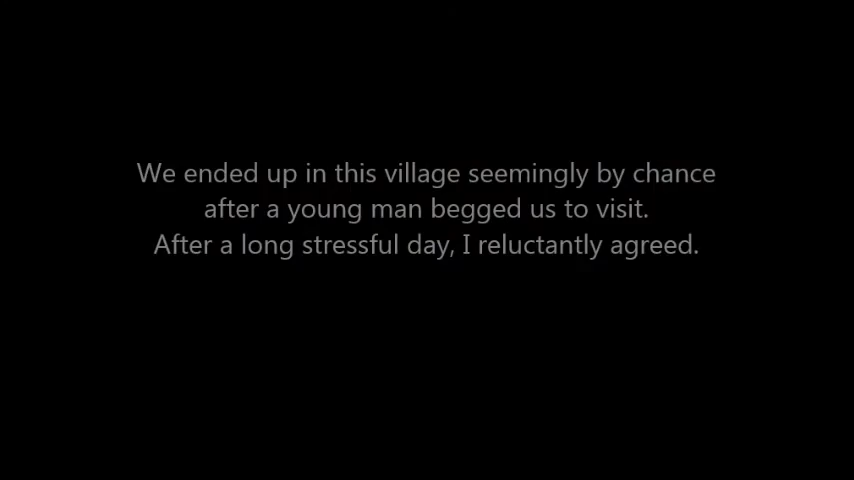 We ended up in this village seemingly by chance
after a young man begged us to visit.
After a long stressful day, I reluctantly agreed.